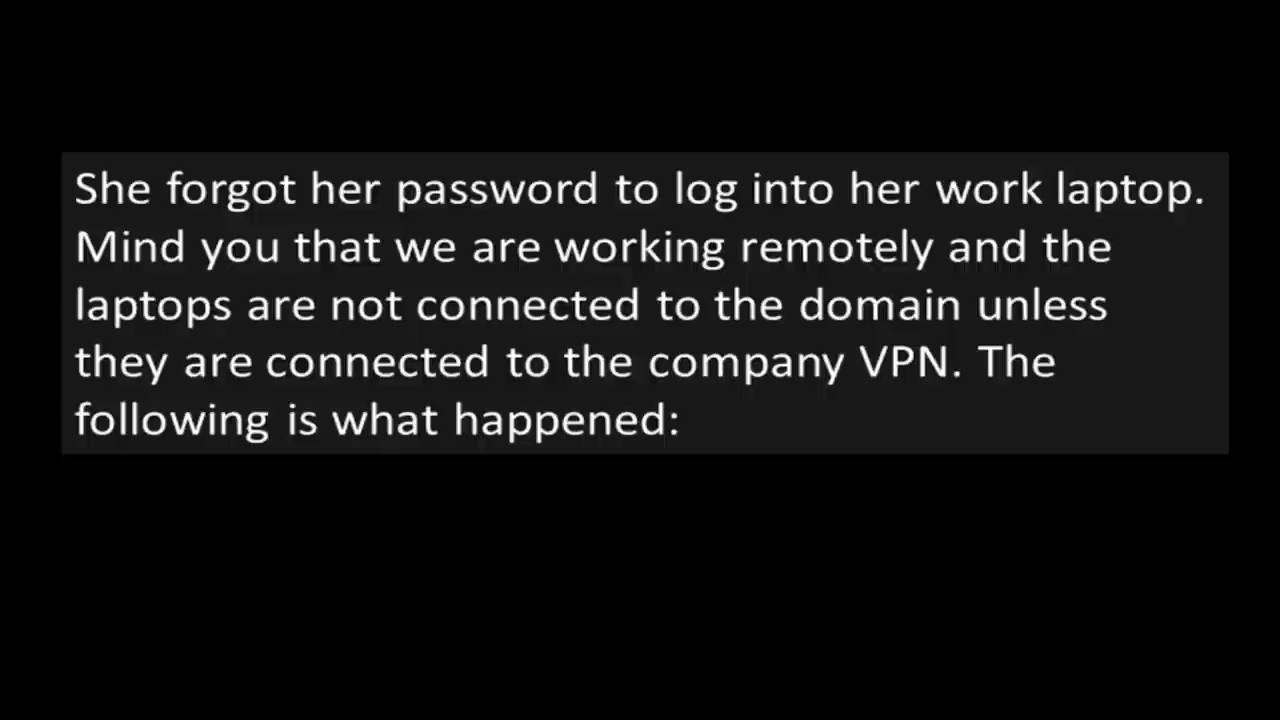 She forgot her password to log into her work laptop.
Mind you that we are working remotely and the
laptops are not connected to the domain unless
they are connected to the company VPN. The
following is what happened: